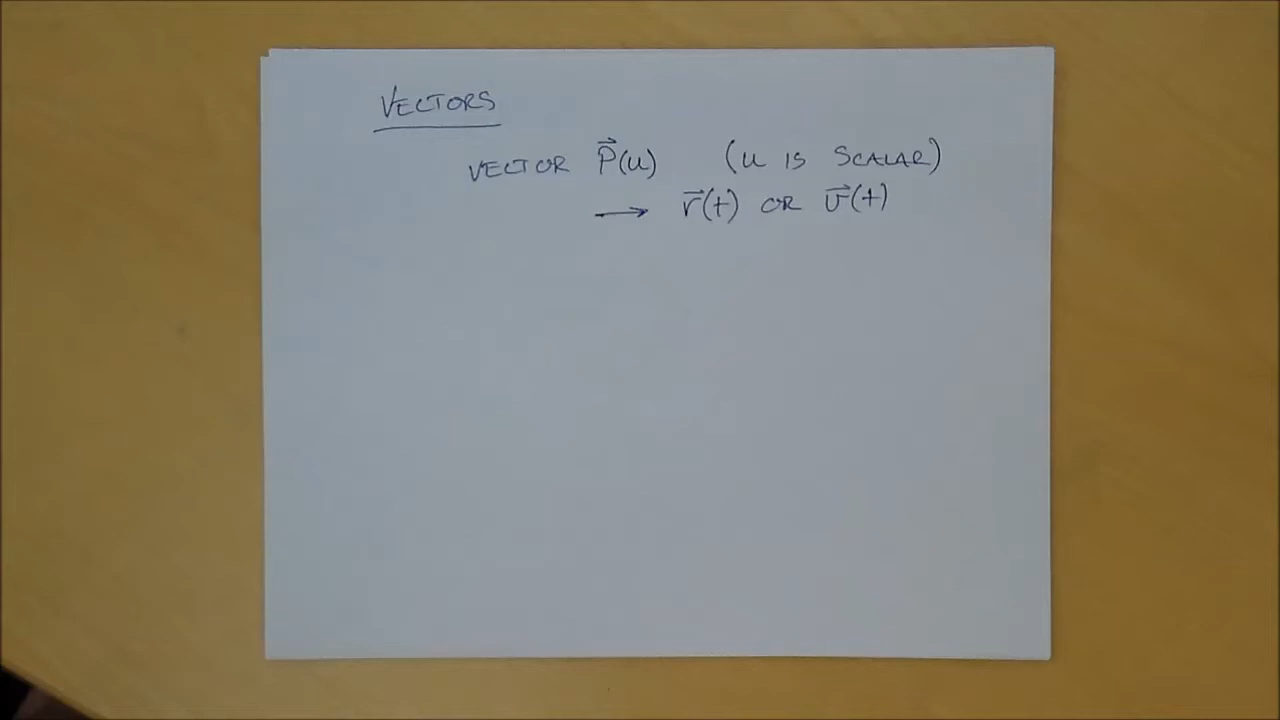 VECTORS
VECTOR P⃗(u) (u IS SCALAR)
→ r⃗(t) OR v⃗(t)